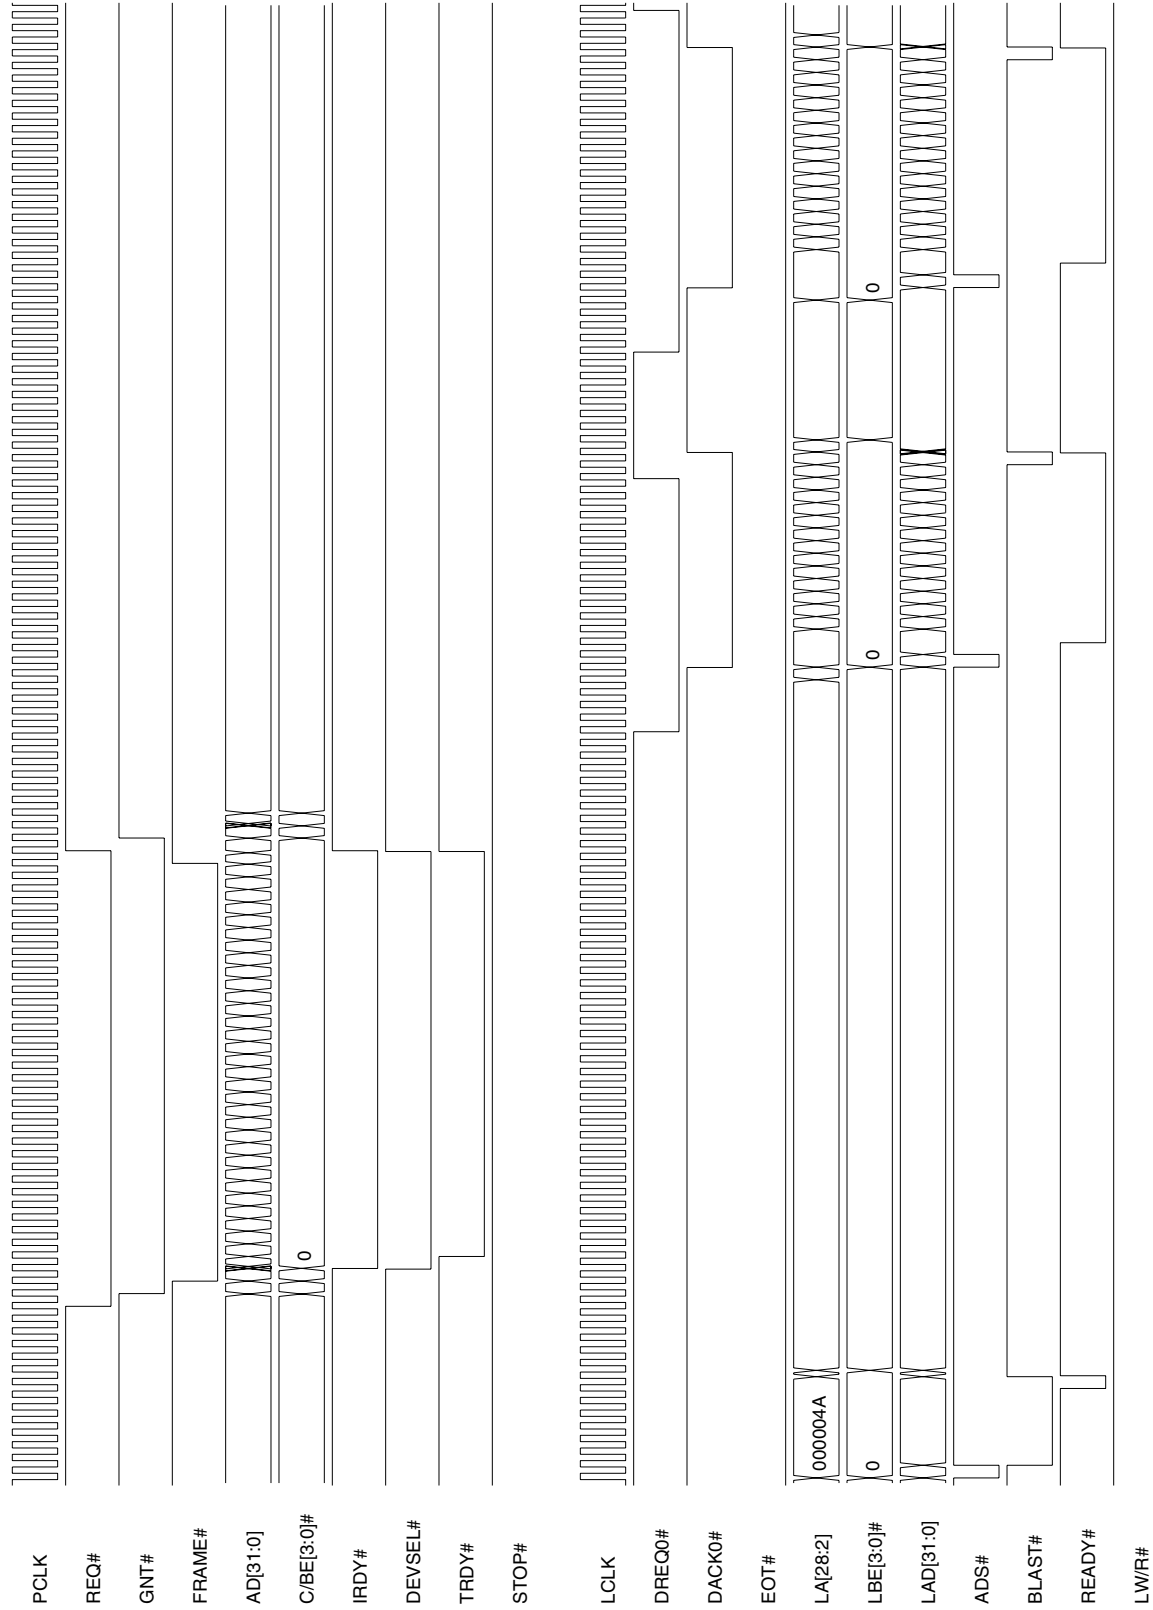 PCLK
REQ#
GNT#
FRAME#
AD[31:0]
C/BE[3:0]#
0
IRDY#
DEVSEL#
TRDY#
STOP#
LCLK
DREQ0#
DACK0#
EOT#
LA[28:2]
000004A
LBE[3:0]#
0
0
0
LAD[31:0]
ADS#
BLAST#
READY#
LW/R#